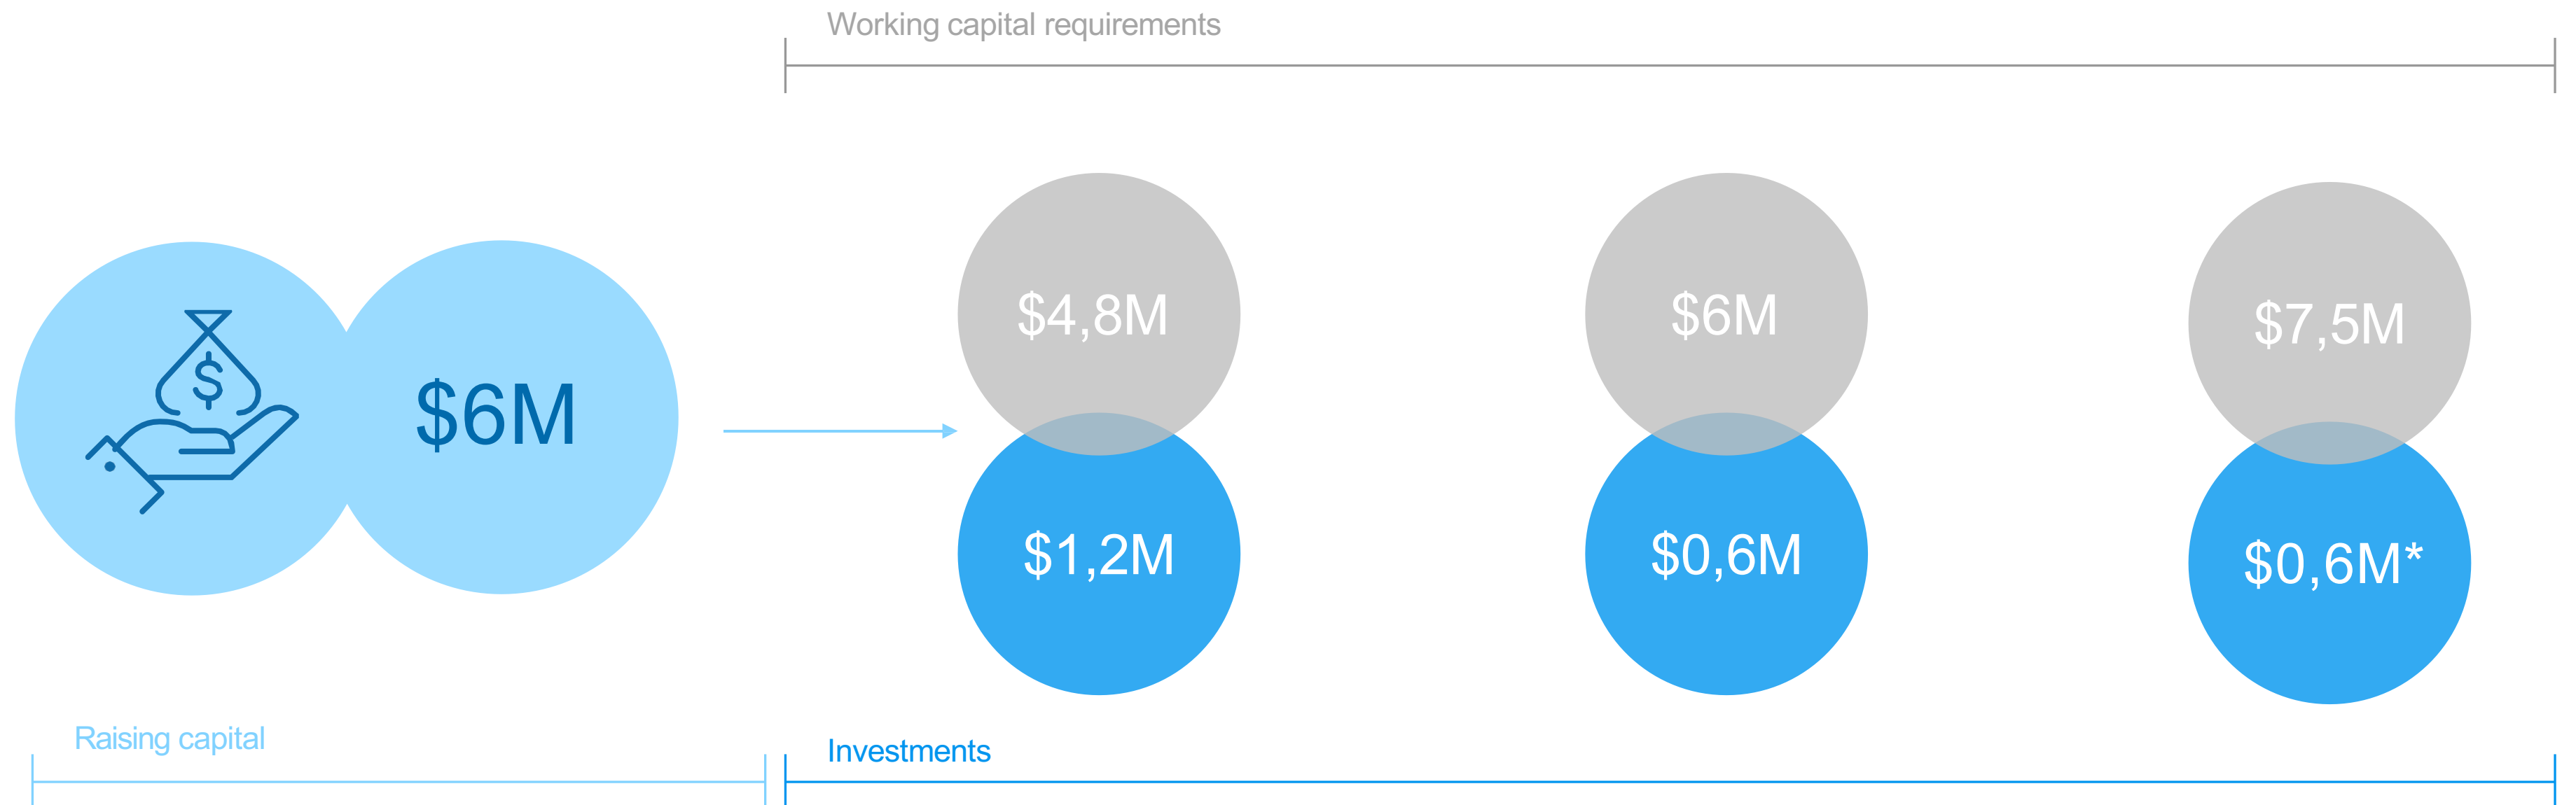 Working capital requirements
$4,8M
$6M
$7,5M
$
$6M
$1,2M
$0,6M
$0,6M*
Raising capital
Investments